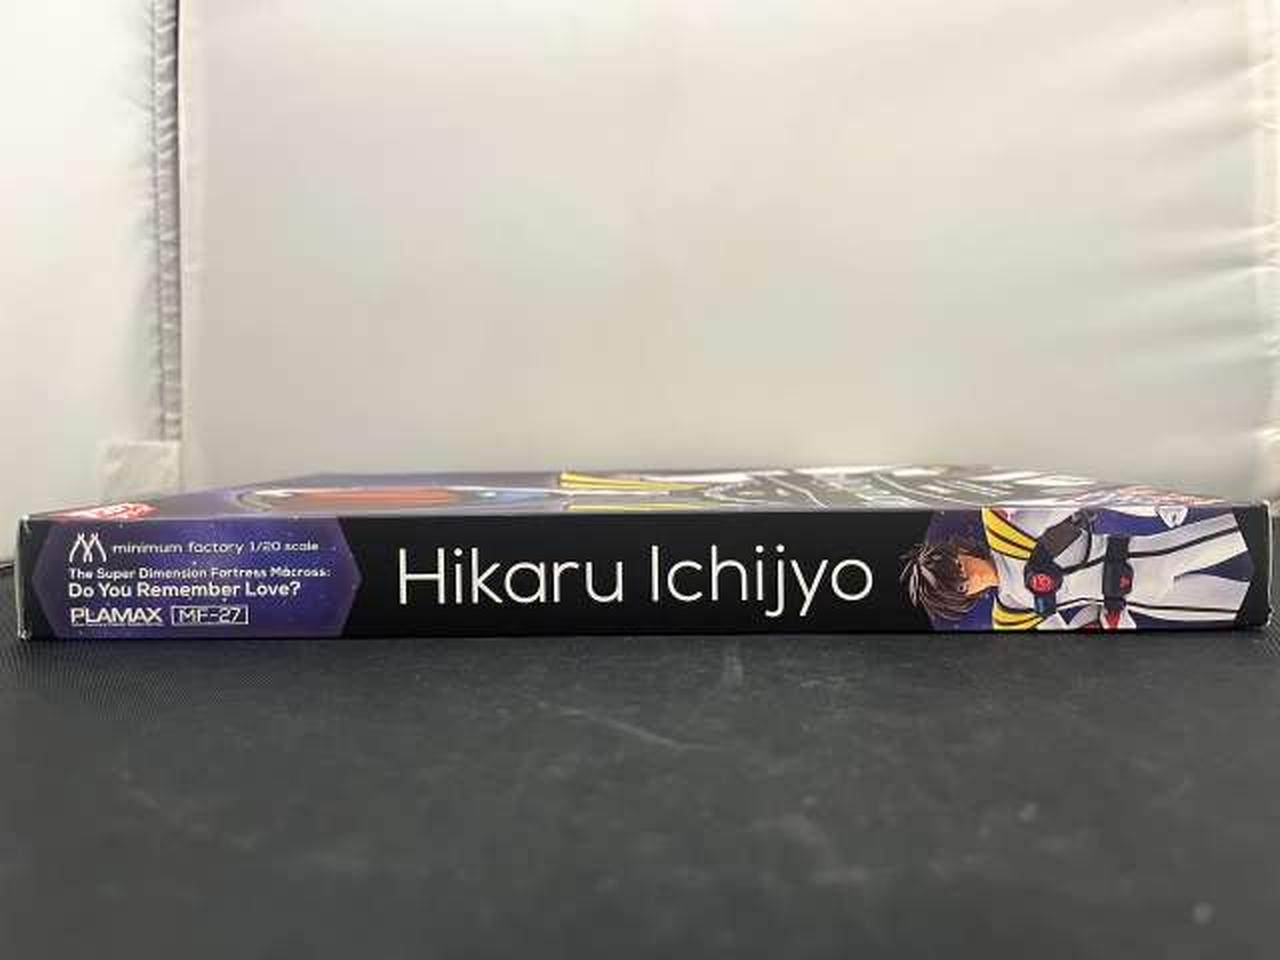 minimum factory 1/20 scale
The Super Dimension Fortress Macross:
Do You Remember Love?
PLAMAX MF-27
Hikaru Ichijyo